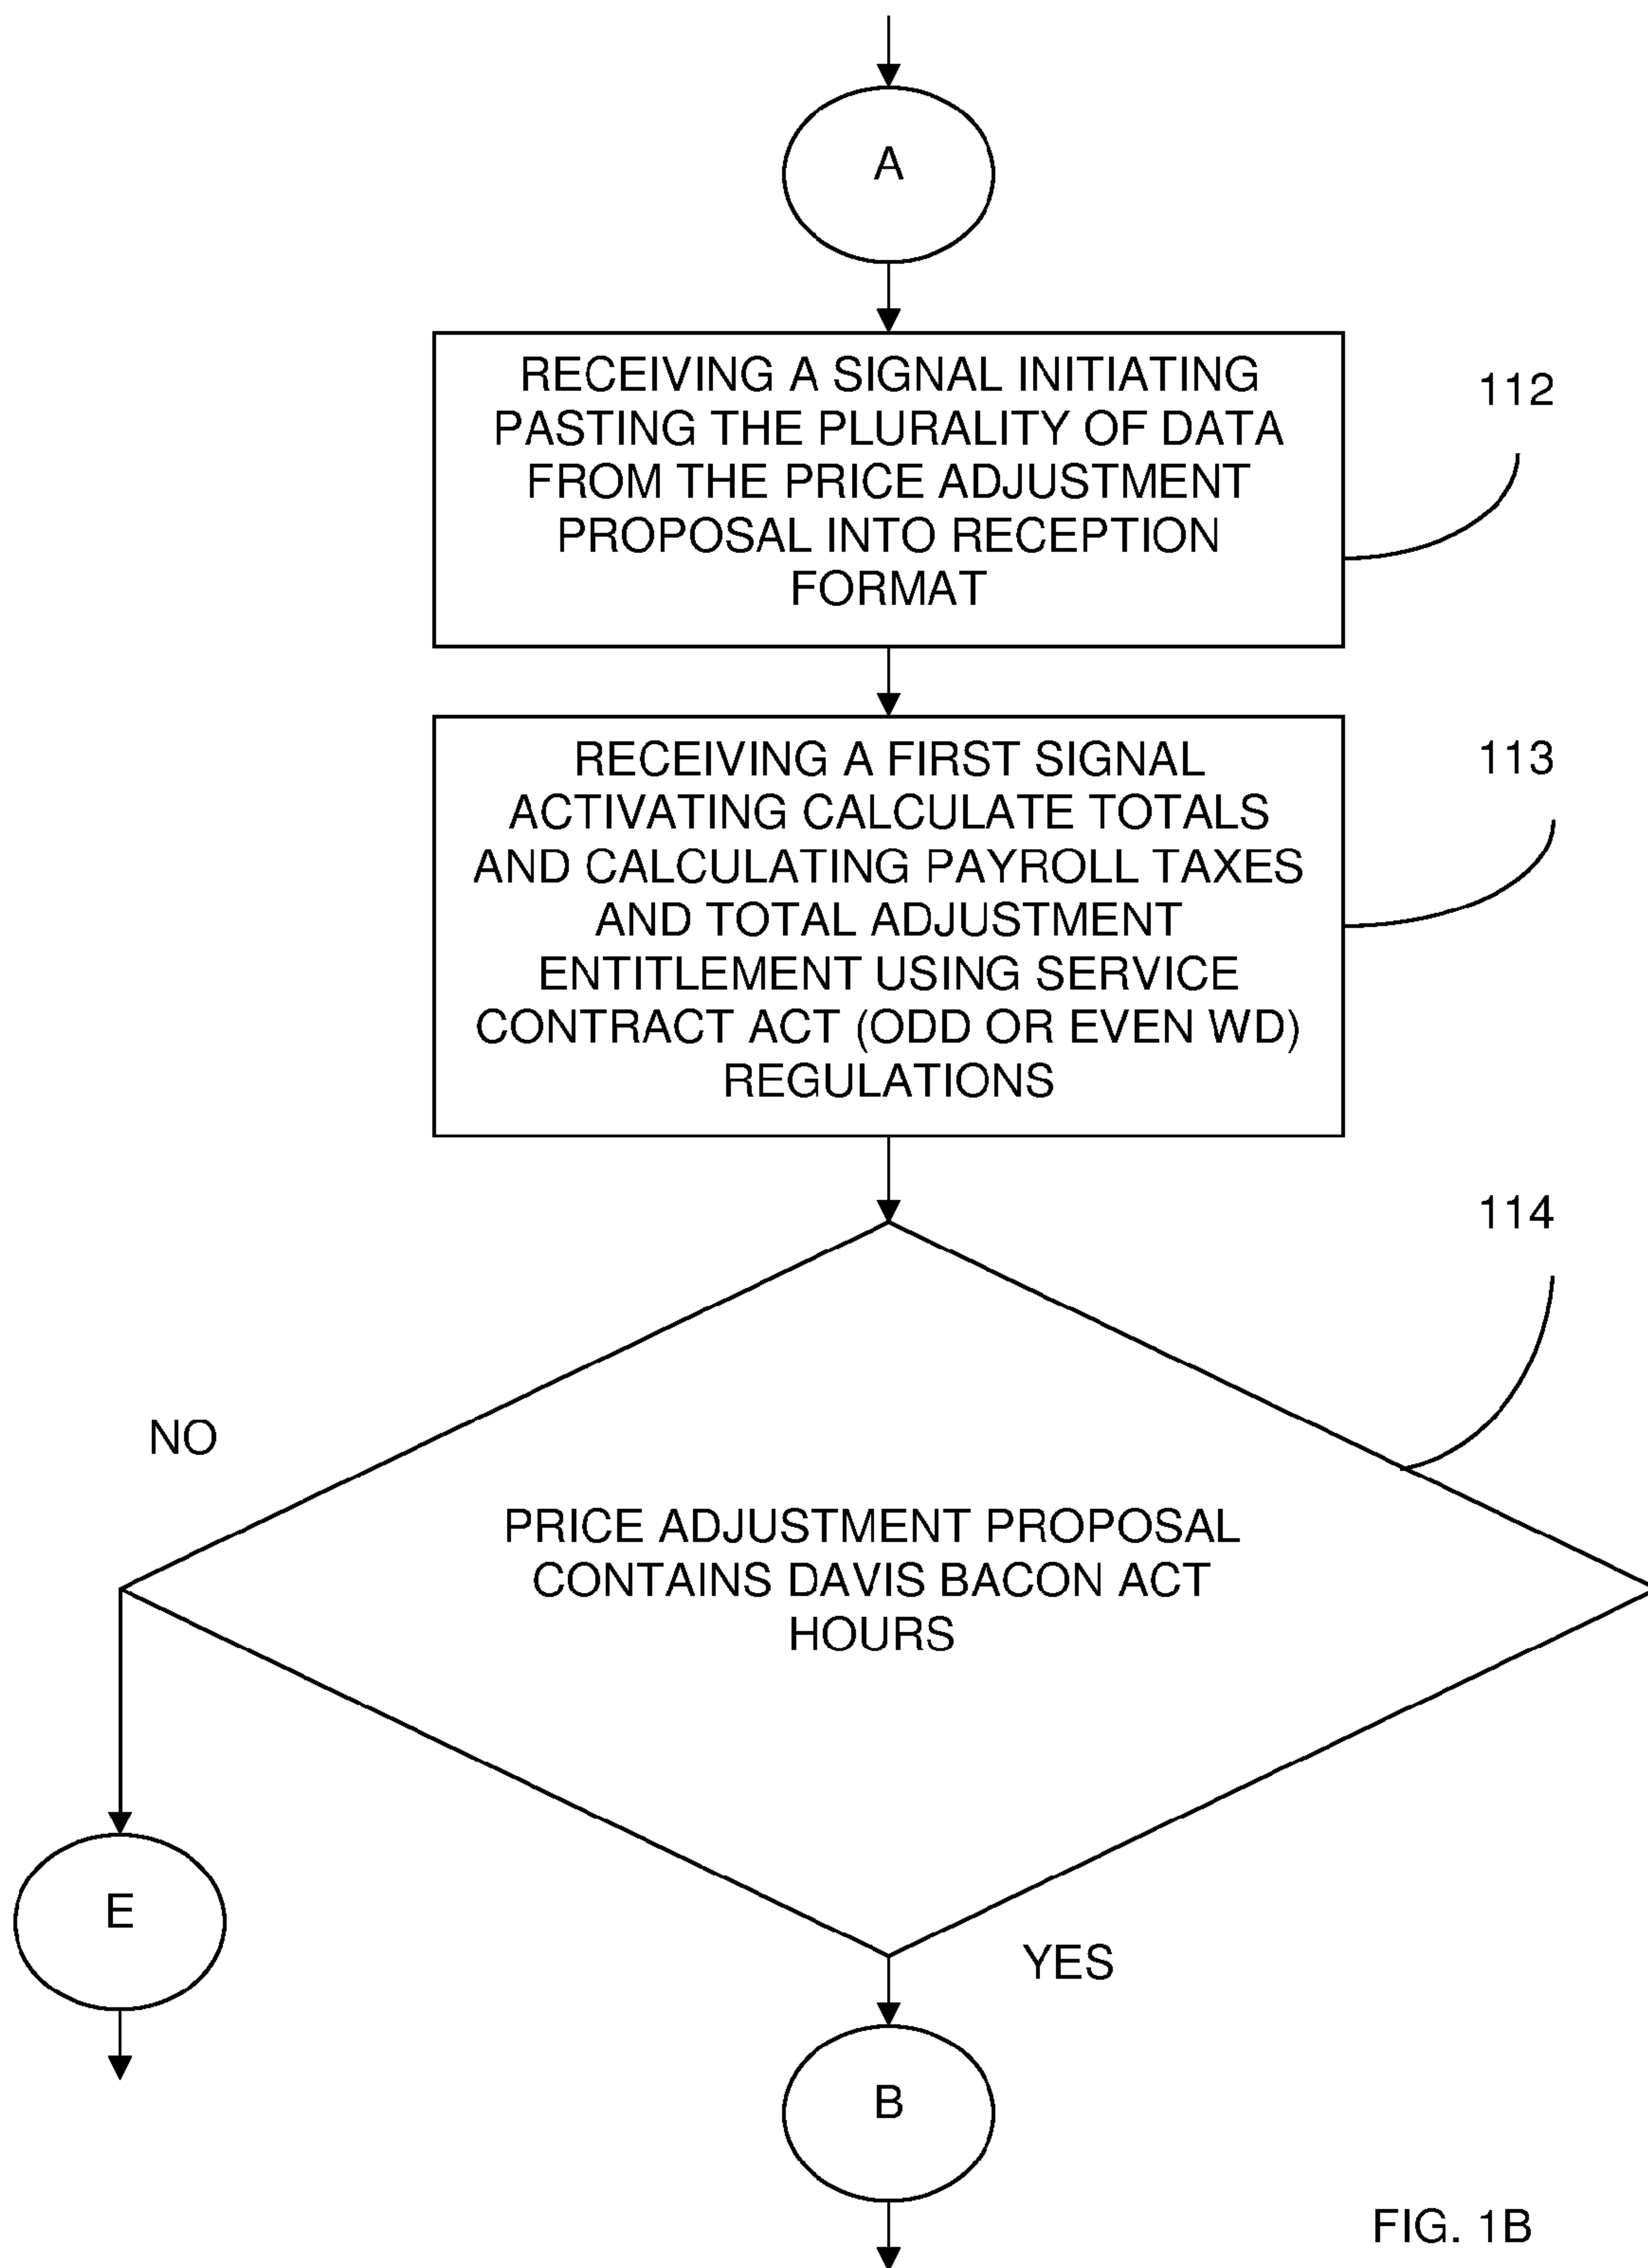 A
RECEIVING A SIGNAL INITIATING
PASTING THE PLURALITY OF DATA
FROM THE PRICE ADJUSTMENT
PROPOSAL INTO RECEPTION
FORMAT
112
RECEIVING A FIRST SIGNAL
ACTIVATING CALCULATE TOTALS
AND CALCULATING PAYROLL TAXES
AND TOTAL ADJUSTMENT
ENTITLEMENT USING SERVICE
CONTRACT ACT (ODD OR EVEN WD)
REGULATIONS
113
114
NO
PRICE ADJUSTMENT PROPOSAL
CONTAINS DAVIS BACON ACT
HOURS
E
YES
B
FIG. 1B